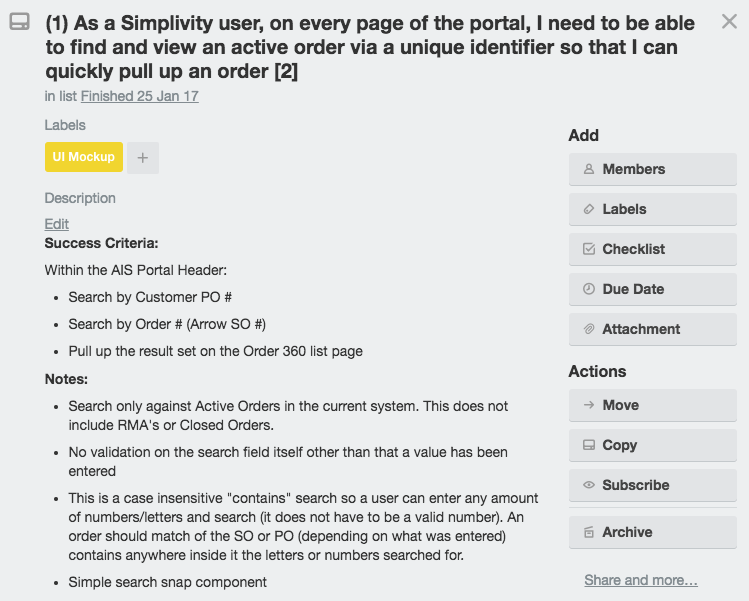 (1) As a Simplivity user, on every page of the portal, I need to be able
to find and view an active order via a unique identifier so that I can
quickly pull up an order [2]
in list Finished 25 Jan 17
Labels
UI Mockup
+
Description
Edit
Success Criteria:
Within the AIS Portal Header:
• Search by Customer PO #
• Search by Order # (Arrow SO #)
• Pull up the result set on the Order 360 list page
Notes:
• Search only against Active Orders in the current system. This does not
include RMA's or Closed Orders.
• No validation on the search field itself other than that a value has been
entered
• This is a case insensitive "contains" search so a user can enter any amount
of numbers/letters and search (it does not have to be a valid number). An
order should match of the SO or PO (depending on what was entered)
contains anywhere inside it the letters or numbers searched for.
• Simple search snap component
Add
Members
Labels
Checklist
Due Date
Attachment
Actions
Move
Copy
Subscribe
Archive
Share and more...